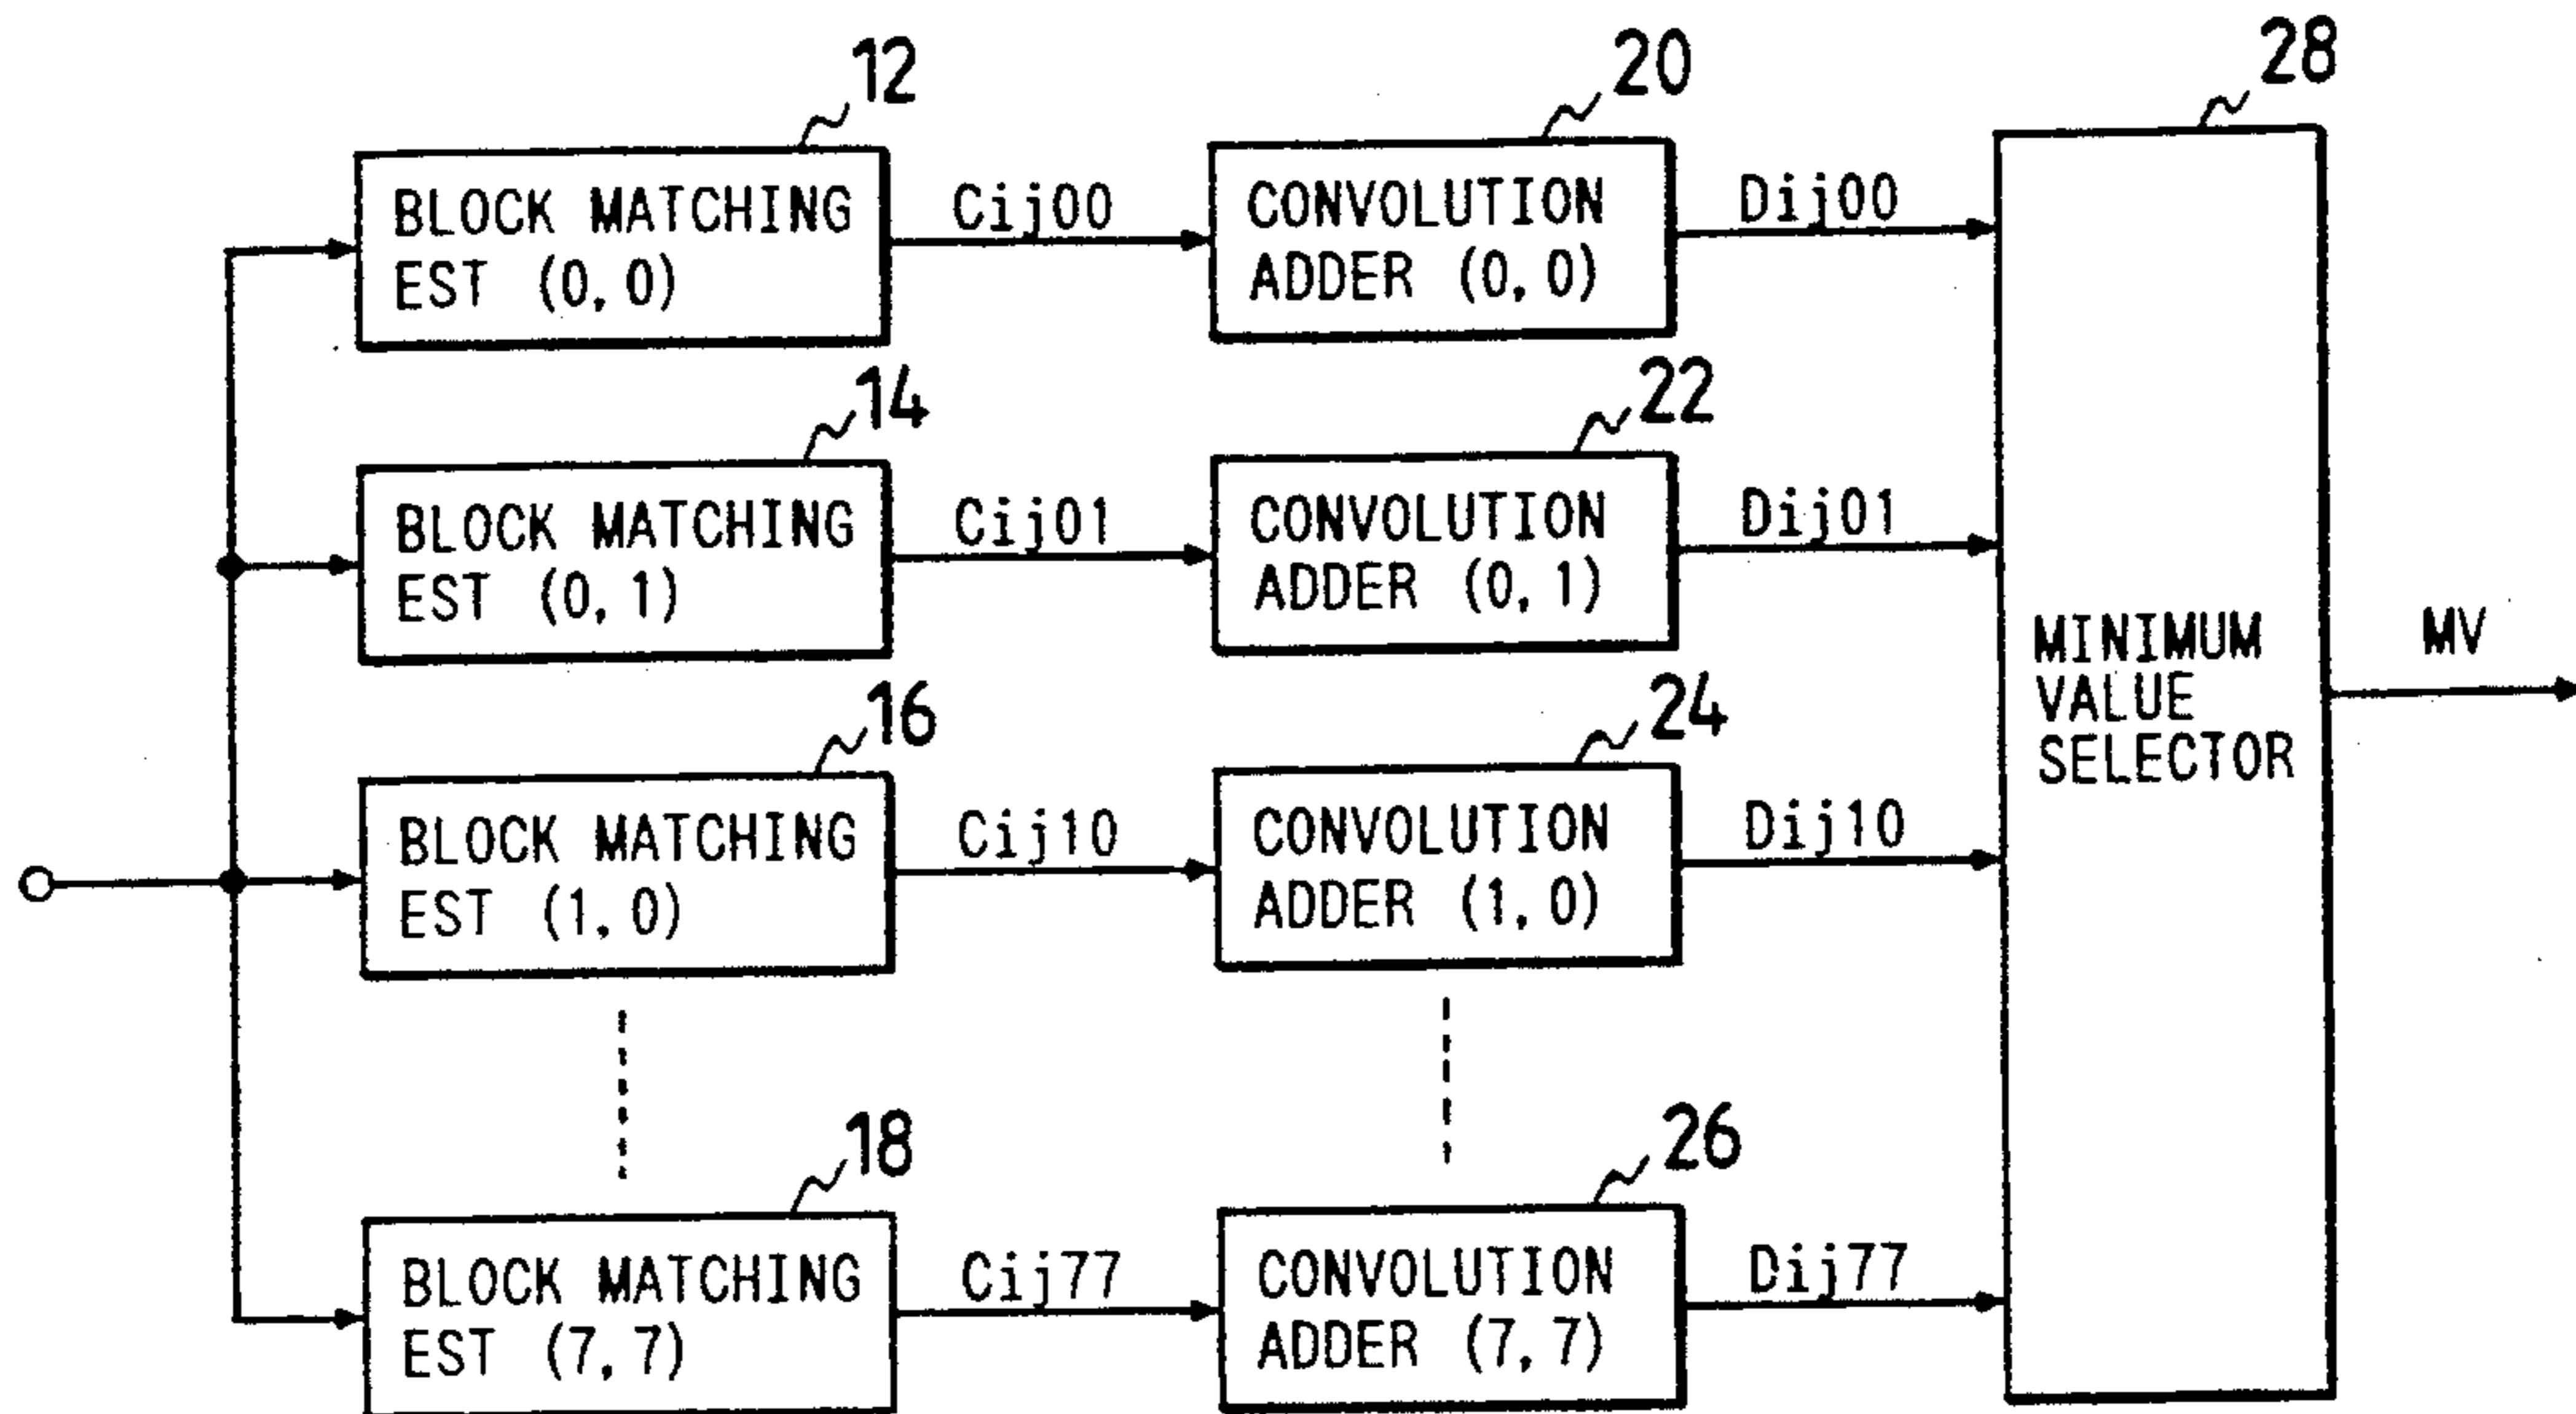 12
20
28
BLOCK MATCHING
EST (0,0)
Cij00
CONVOLUTION
ADDER (0,0)
Dij00
14
22
BLOCK MATCHING
EST (0,1)
Cij01
CONVOLUTION
ADDER (0,1)
Dij01
MINIMUM
VALUE
SELECTOR
MV
16
24
BLOCK MATCHING
EST (1,0)
Cij10
CONVOLUTION
ADDER (1,0)
Dij10
18
26
BLOCK MATCHING
EST (7,7)
Cij77
CONVOLUTION
ADDER (7,7)
Dij77